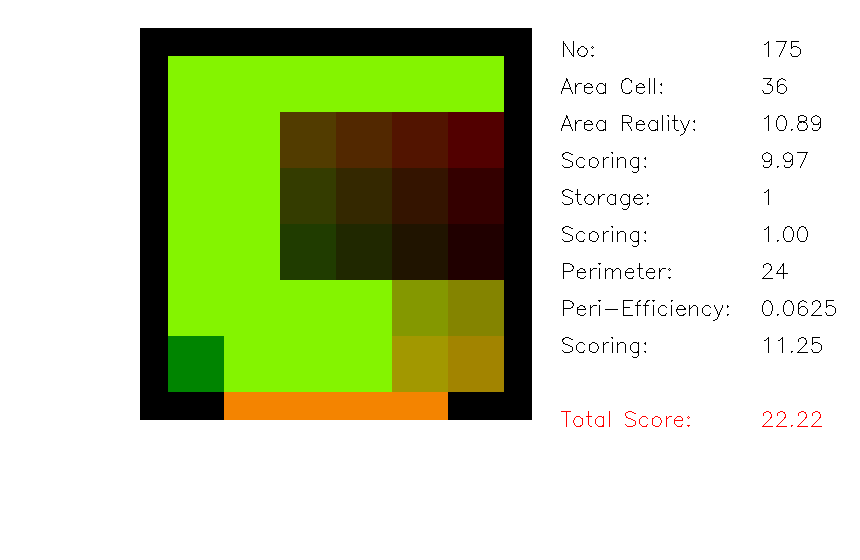 No: 175
Area Cell: 36
Area Reality: 10.89
Scoring: 9.97
Storage: 1
Scoring: 1.00
Perimeter: 24
Peri-Efficiency: 0.0625
Scoring: 11.25
Total Score: 22.22